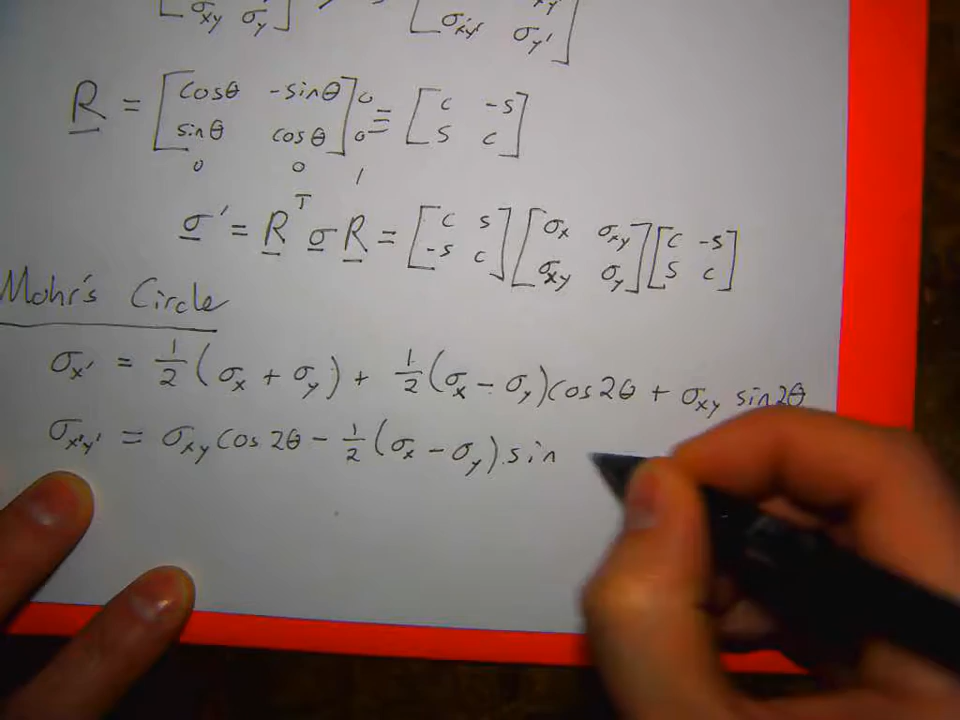 σxy σy] , [σx'y' σy']
R = [cosθ -sinθ 0 = [c -s
sinθ cosθ] 0 s c]
0 0 1
σ' = R^T σ R = [c s [σx σxy [c -s
-s c] σxy σy] s c]
Mohr's Circle
σx' = 1/2 (σx + σy) + 1/2 (σx - σy) cos 2θ + σxy sin 2θ
σx'y' = σxy cos 2θ - 1/2 (σx - σy) sin